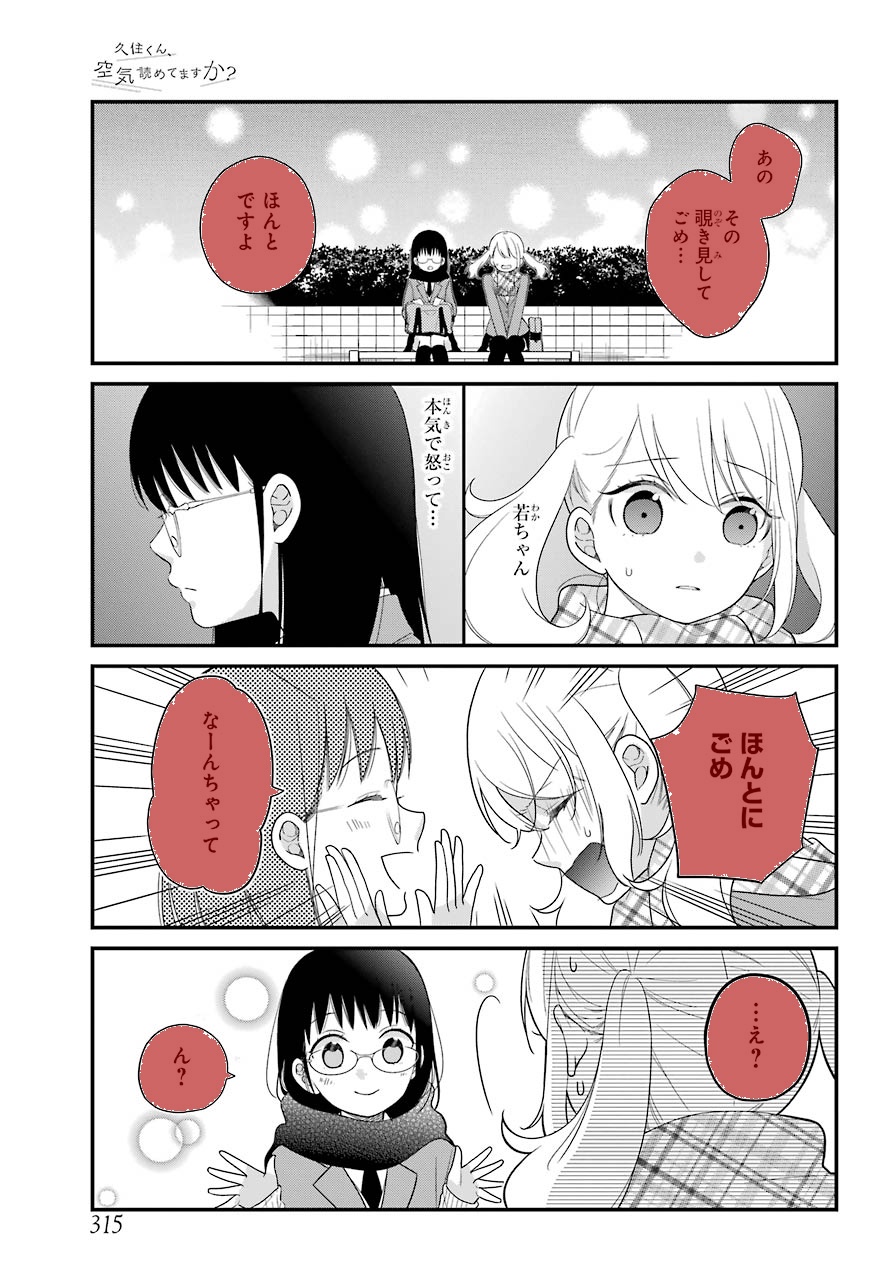 久住くん、
空気読めてますか?
あの
その
覗き見して
ごめ…
ほんと
ですよ
若ちゃん
本気で怒って…
ほんとに
ごめ
なーんちゃって
…え?
ん?
315